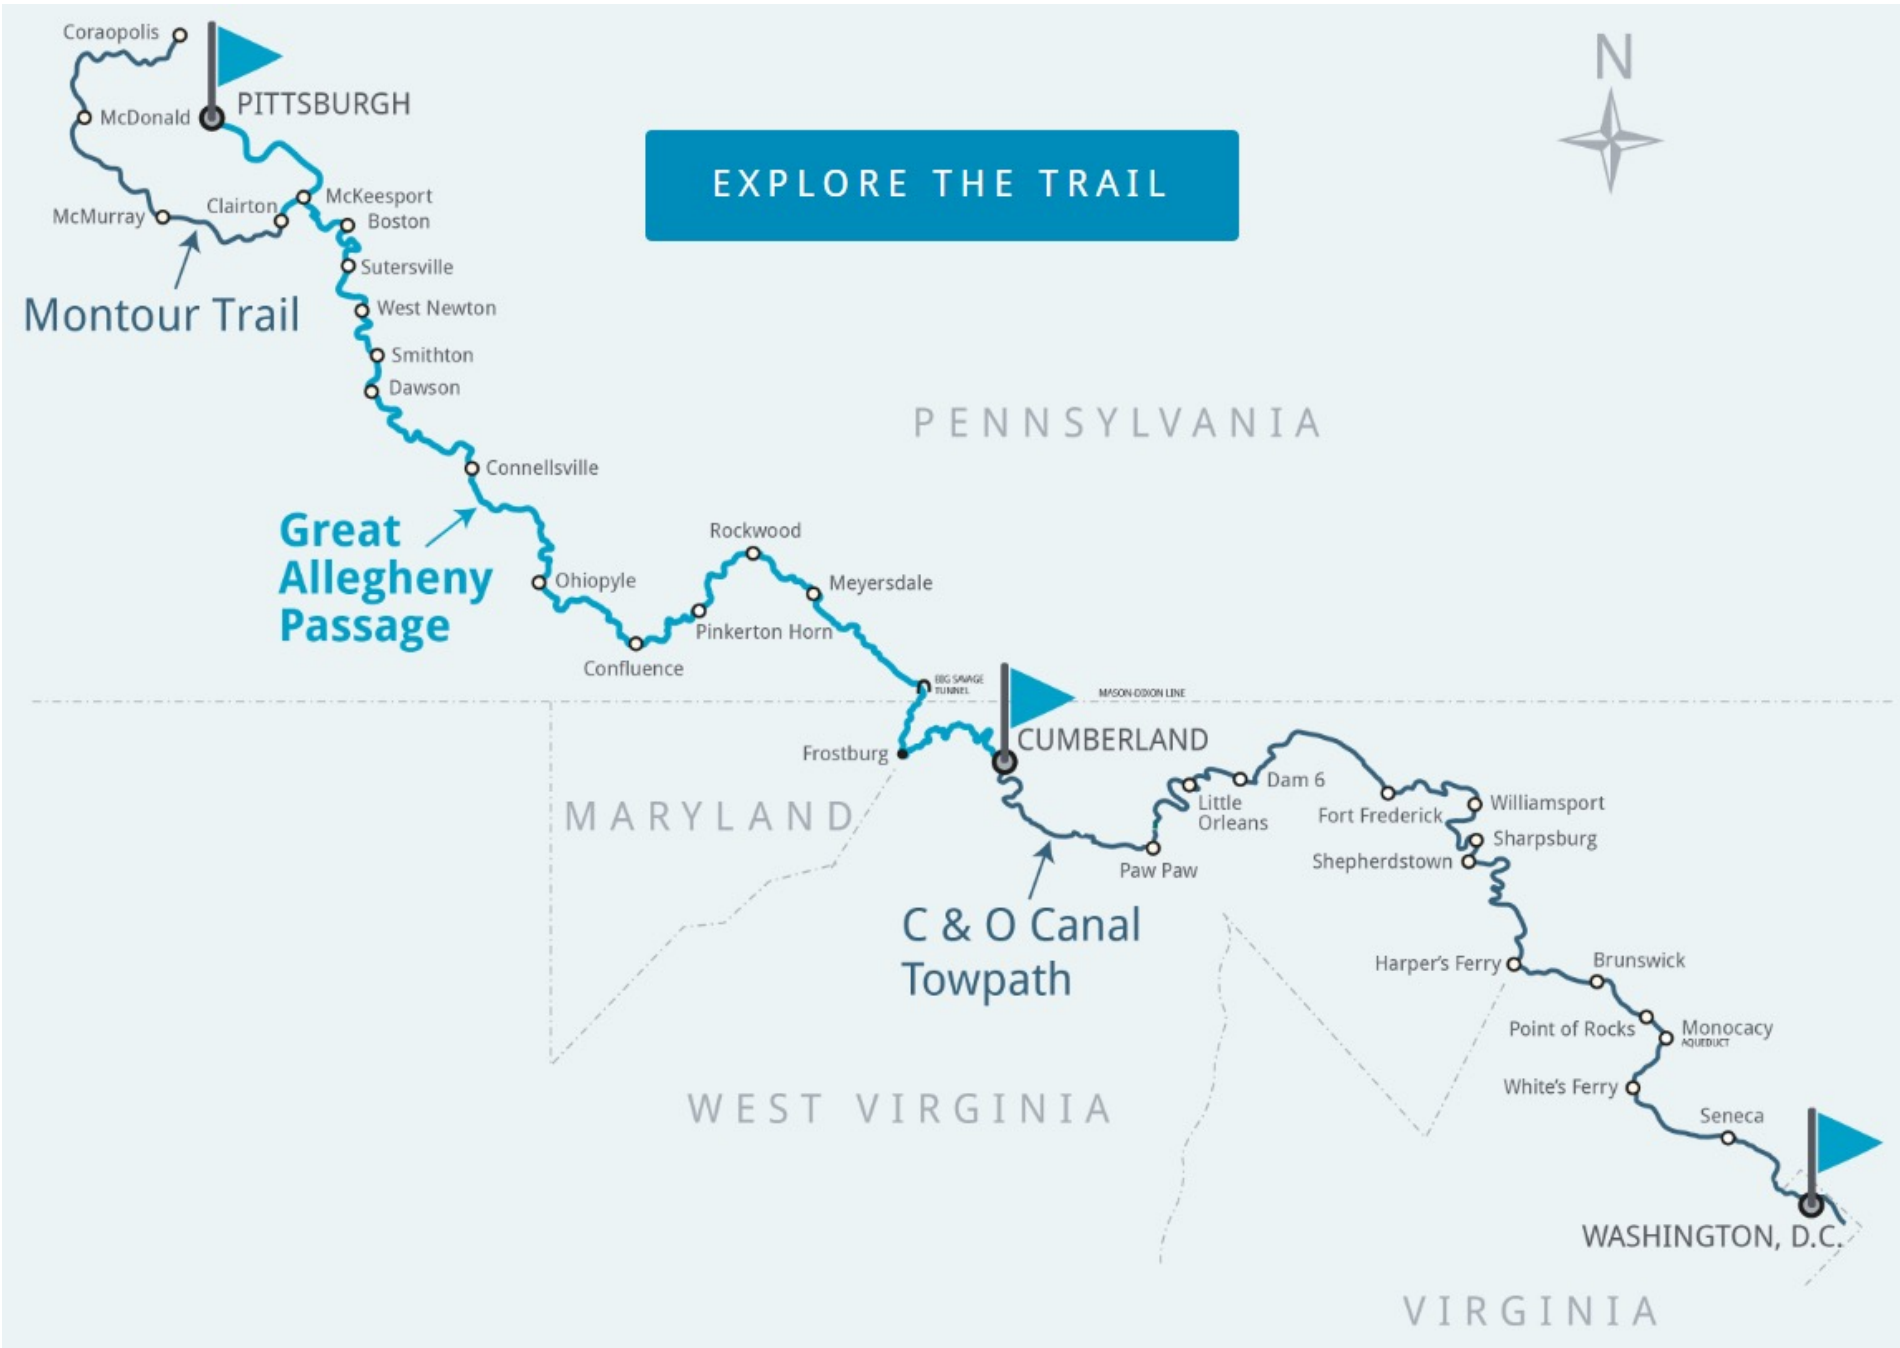 Coraopolis
N
PITTSBURGH
McDonald
EXPLORE THE TRAIL
McKeesport
Clairton
McMurray
Boston
Sutersville
Montour Trail
West Newton
Smithton
Dawson
PENNSYLVANIA
Connellsville
Great
Allegheny
Passage
Rockwood
Ohiopyle
Meyersdale
Pinkerton Horn
Confluence
BIG SAVAGE
TUNNEL
MASON-DIXON LINE
CUMBERLAND
Frostburg
Dam 6
Little
Orleans
MARYLAND
Fort Frederick
Williamsport
Sharpsburg
Shepherdstown
Paw Paw
C & O Canal
Towpath
Harper's Ferry
Brunswick
Point of Rocks
Monocacy
AQUEDUCT
White's Ferry
WEST VIRGINIA
Seneca
WASHINGTON, D.C.
VIRGINIA